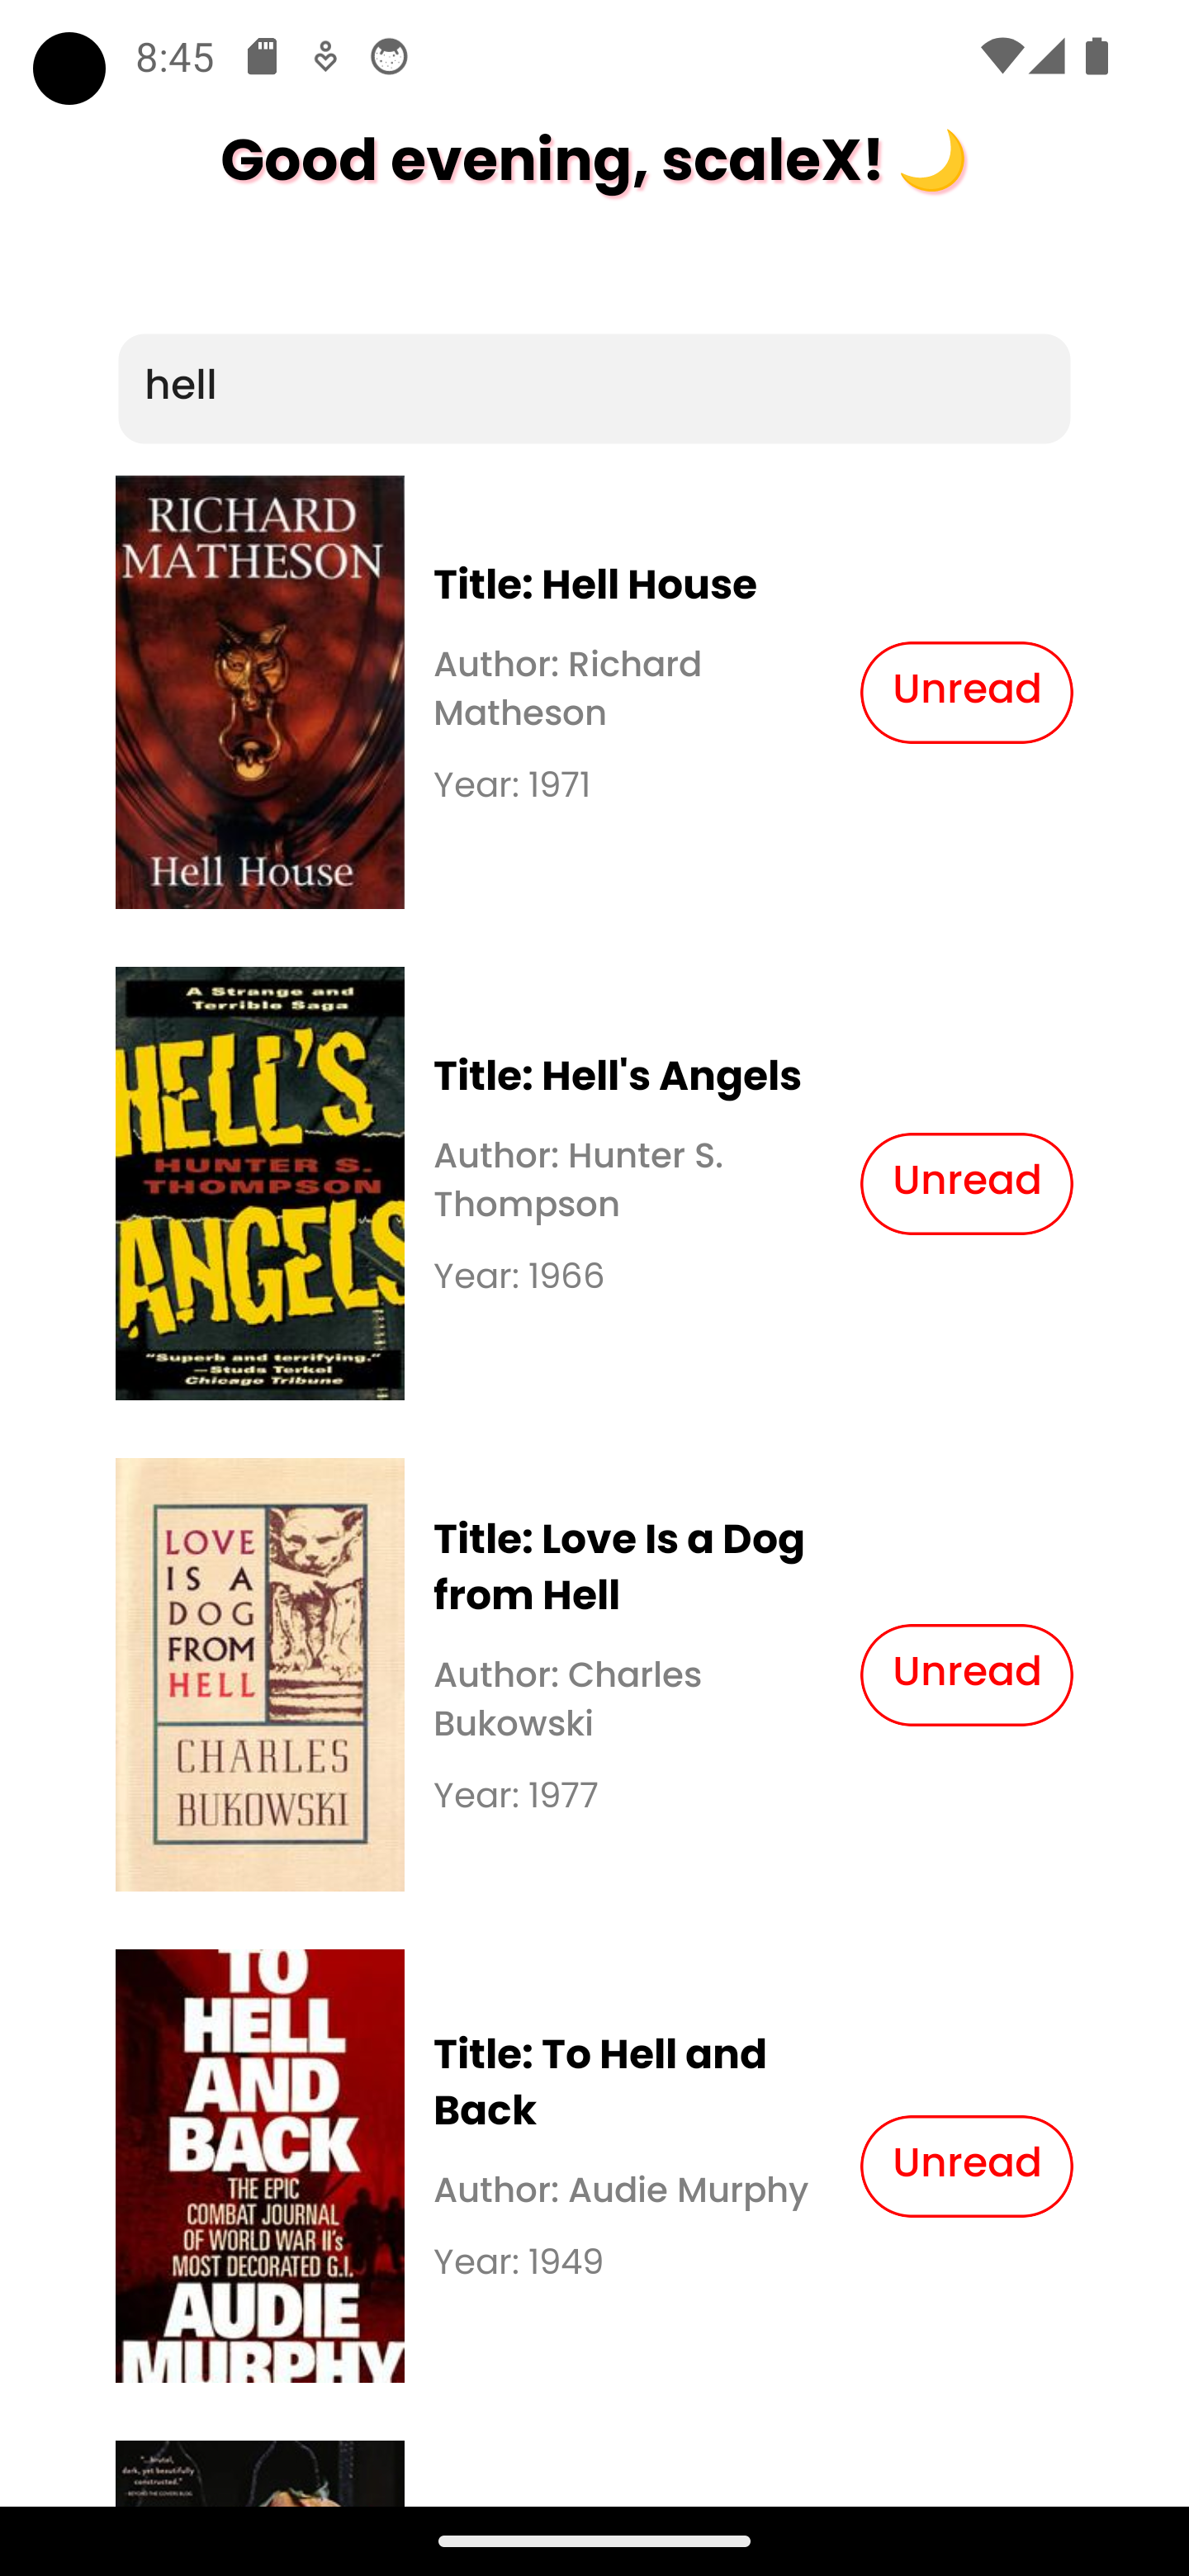 8:45
Good evening, scaleX! 🌙
hell
RICHARD
MATHESON
Hell House
Title: Hell House
Author: Richard
Matheson
Year: 1971
Unread
A Strange and
Terrible Saga
HELL'S
HUNTER S.
THOMPSON
ANGELS
"Superb and terrifying."
—Studs Terkel
Chicago Tribune
Title: Hell's Angels
Author: Hunter S.
Thompson
Year: 1966
Unread
LOVE
IS A
DOG
FROM
HELL
CHARLES
BUKOWSKI
Title: Love Is a Dog
from Hell
Author: Charles
Bukowski
Year: 1977
Unread
TO
HELL
AND
BACK
THE EPIC
COMBAT JOURNAL
OF WORLD WAR II's
MOST DECORATED G.I.
AUDIE
MURPHY
Title: To Hell and
Back
Author: Audie Murphy
Year: 1949
Unread
"...brutal,
dark, yet beautifully
constructed."